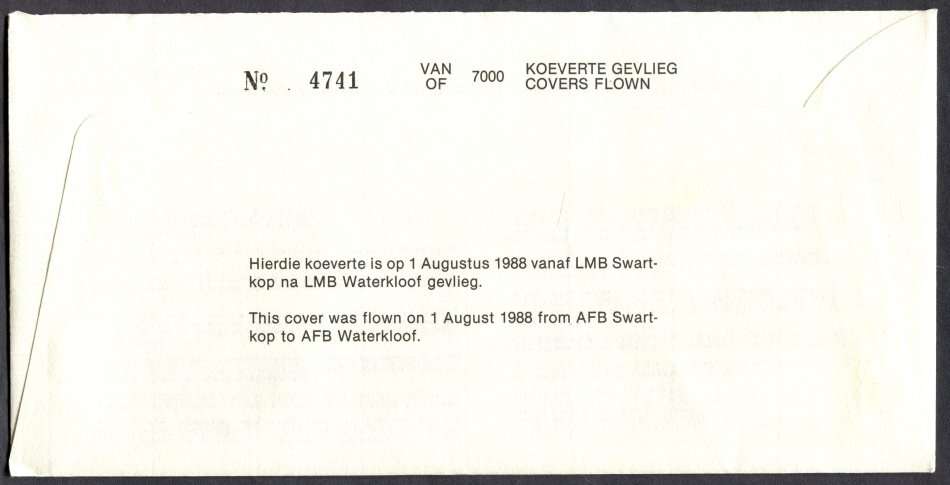 Nº. 4741 VAN 7000 KOEVERTE GEVLIEG
OF COVERS FLOWN
Hierdie koeverte is op 1 Augustus 1988 vanaf LMB Swart-
kop na LMB Waterkloof gevlieg.
This cover was flown on 1 August 1988 from AFB Swart-
kop to AFB Waterkloof.